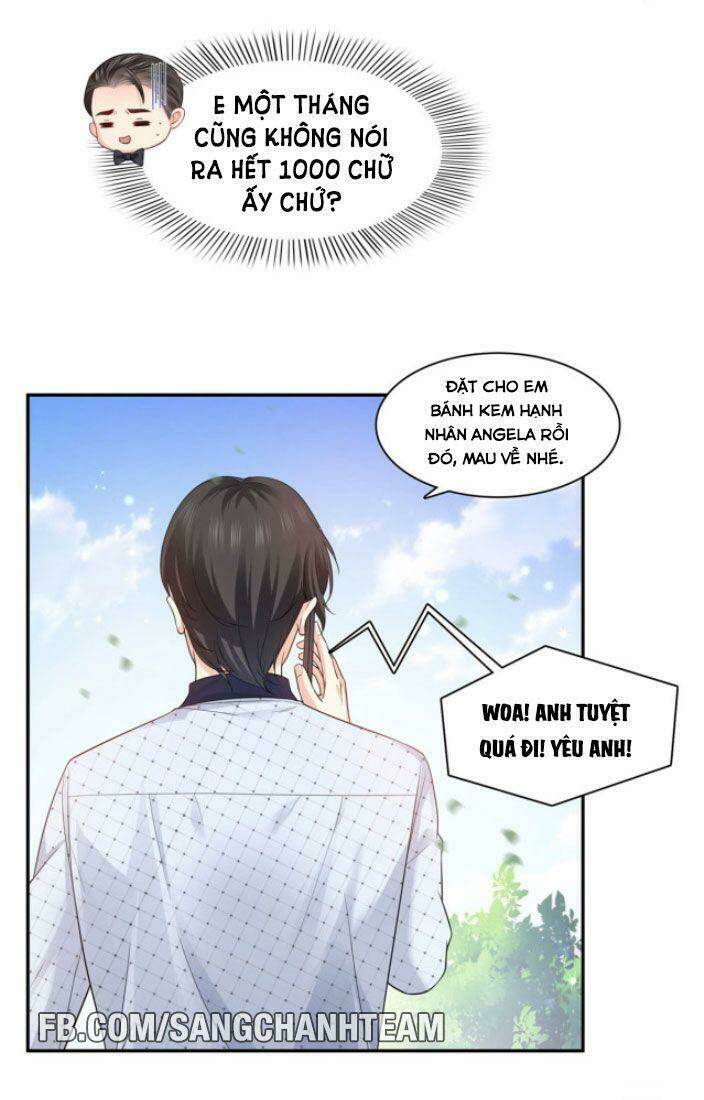 E MỘT THÁNG
CŨNG KHÔNG NÓI
RA HẾT 1000 CHỮ
ẤY CHỨ?
ĐẶT CHO EM
BÁNH KEM HẠNH
NHÂN ANGELA RỒI
ĐÓ, MAU VỀ NHÉ.
WOA! ANH TUYỆT
QUÁ ĐI! YÊU ANH!
FB.COM/SANGCHANHTEAM